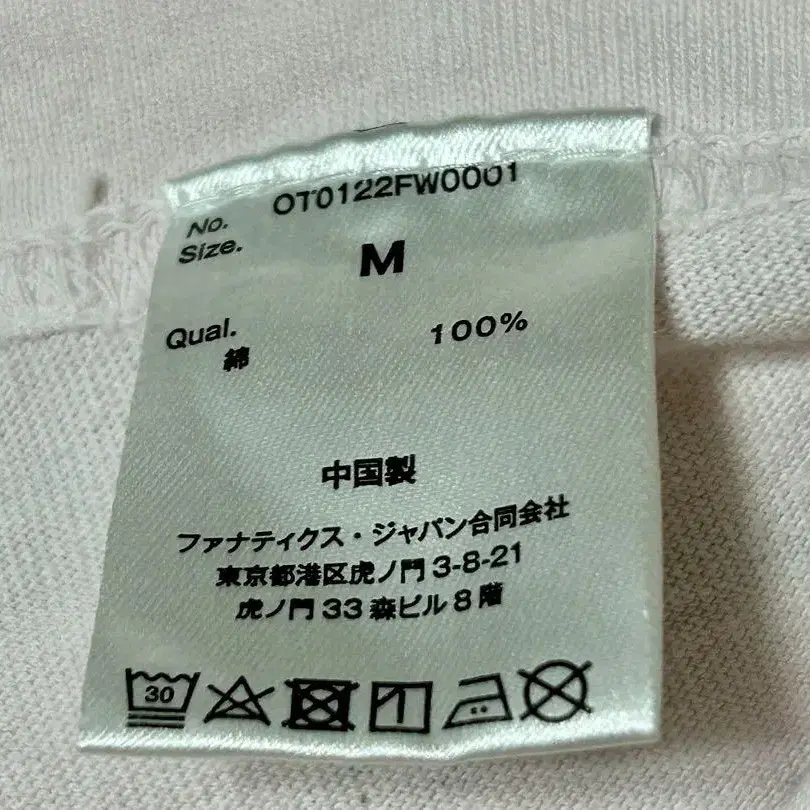 No. OT0122FW0001
Size. M
Qual.
綿 100%
中国製
ファナティクス・ジャパン合同会社
東京都港区虎ノ門 3-8-21
虎ノ門 33 森ビル 8 階
30